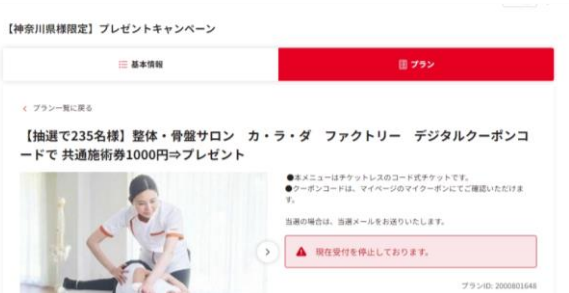 【神奈川県様限定】プレゼントキャンペーン
基本情報
プラン
プラン一覧に戻る
【抽選で235名様】整体・骨盤サロン　カ・ラ・ダ　ファクトリー　デジタルクーポンコ
ードで 共通施術券1000円⇒プレゼント
●本メニューはチケットレスのコード式チケットです。
●クーポンコードは、マイページのマイクーポンにてご確認いただけま
す。
当選の場合は、当選メールをお送りいたします。
現在受付を停止しております。
プランID: 2000801648